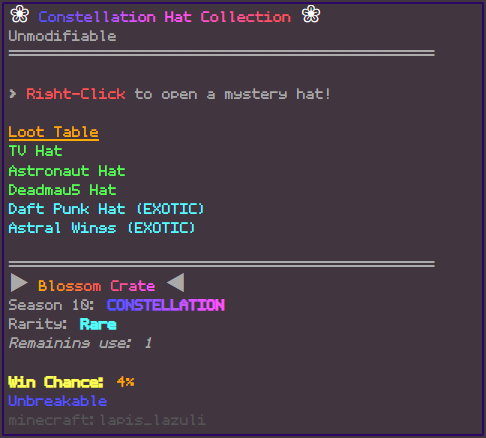 ❀ Constellation Hat Collection ❀
Unmodifiable
> Right-Click to open a mystery hat!
Loot Table
TV Hat
Astronaut Hat
Deadmau5 Hat
Daft Punk Hat (EXOTIC)
Astral Wings (EXOTIC)
▶ Blossom Crate ◀
Season 10: CONSTELLATION
Rarity: Rare
Remaining use: 1
Win Chance: 4%
Unbreakable
minecraft:lapis_lazuli